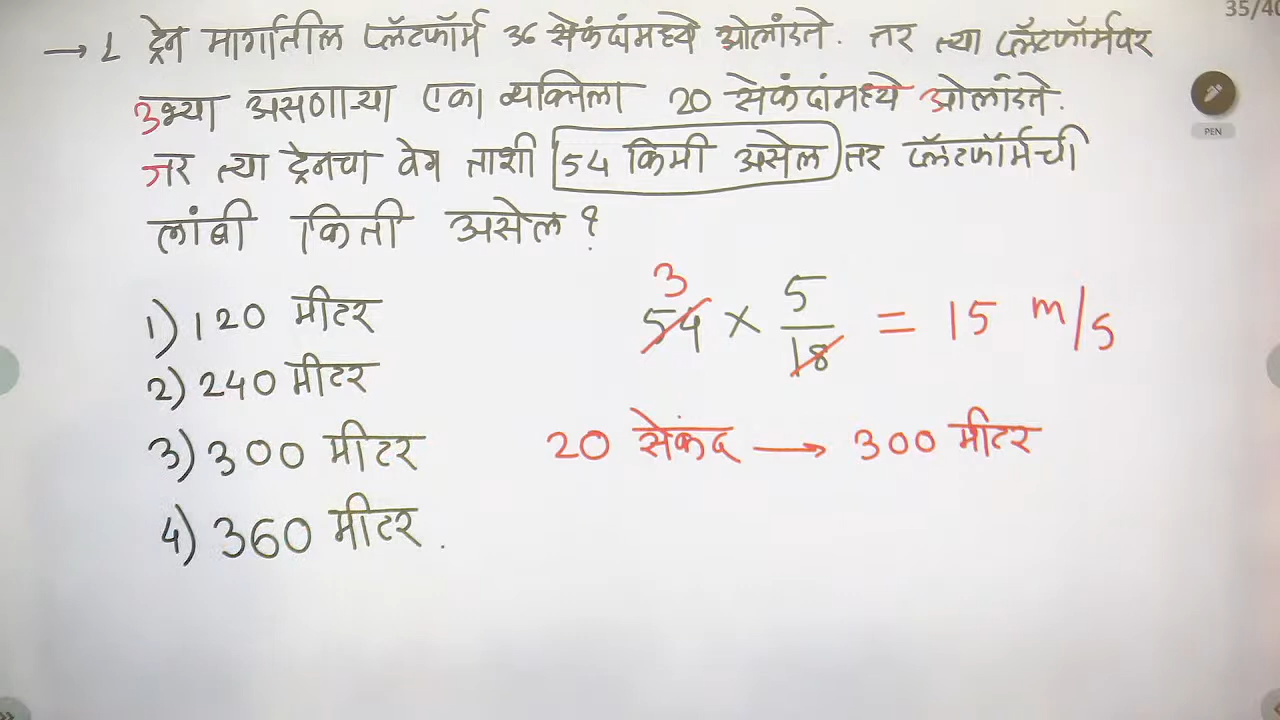 35/40
→ 1 ट्रेन मार्गातील प्लॅटफॉर्म 36 सेकंदांमध्ये ओलांडते. तर त्या प्लॅटफॉर्मवर
उभ्या असणाऱ्या एका व्यक्तिला 20 सेकंदांमध्ये ओलांडते.
PEN
जर त्या ट्रेनचा वेग ताशी 54 किमी असेल तर प्लॅटफॉर्मची
लांबी किती असेल?
1) 120 मीटर
2) 240 मीटर
3) 300 मीटर
4) 360 मीटर.
3
54 × 5/18 = 15 m/s
20 सेकंद → 300 मीटर